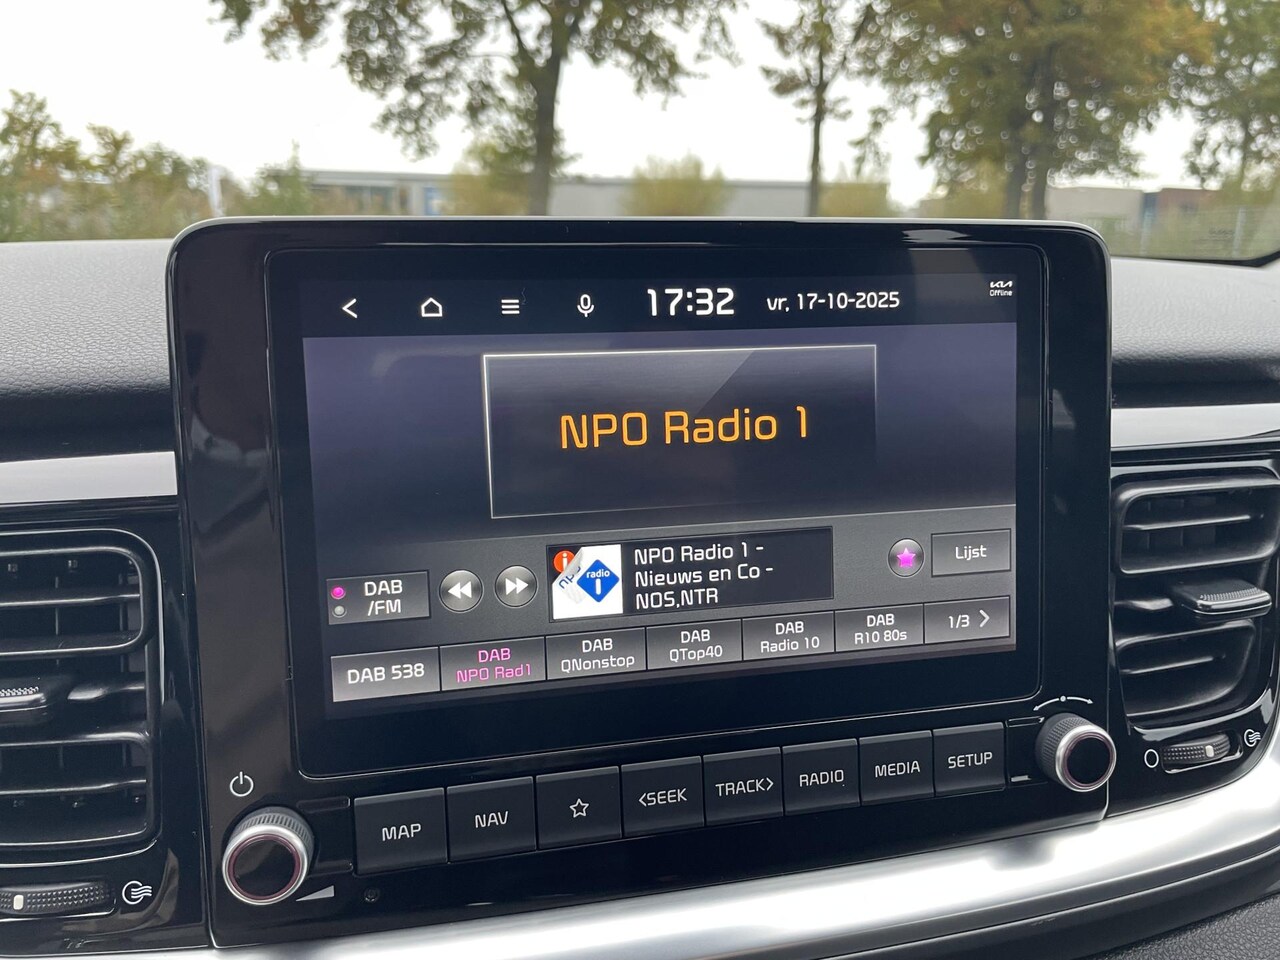 17:32
vr, 17-10-2025
KIA
Offline
NPO Radio 1
DAB
/FM
npo
radio
1
NPO Radio 1 -
Nieuws en Co -
NOS,NTR
Lijst
DAB 538
DAB
NPO Rad1
DAB
QNonstop
DAB
QTop40
DAB
Radio 10
DAB
R10 80s
1/3 >
MAP
NAV
<SEEK
TRACK>
RADIO
MEDIA
SETUP